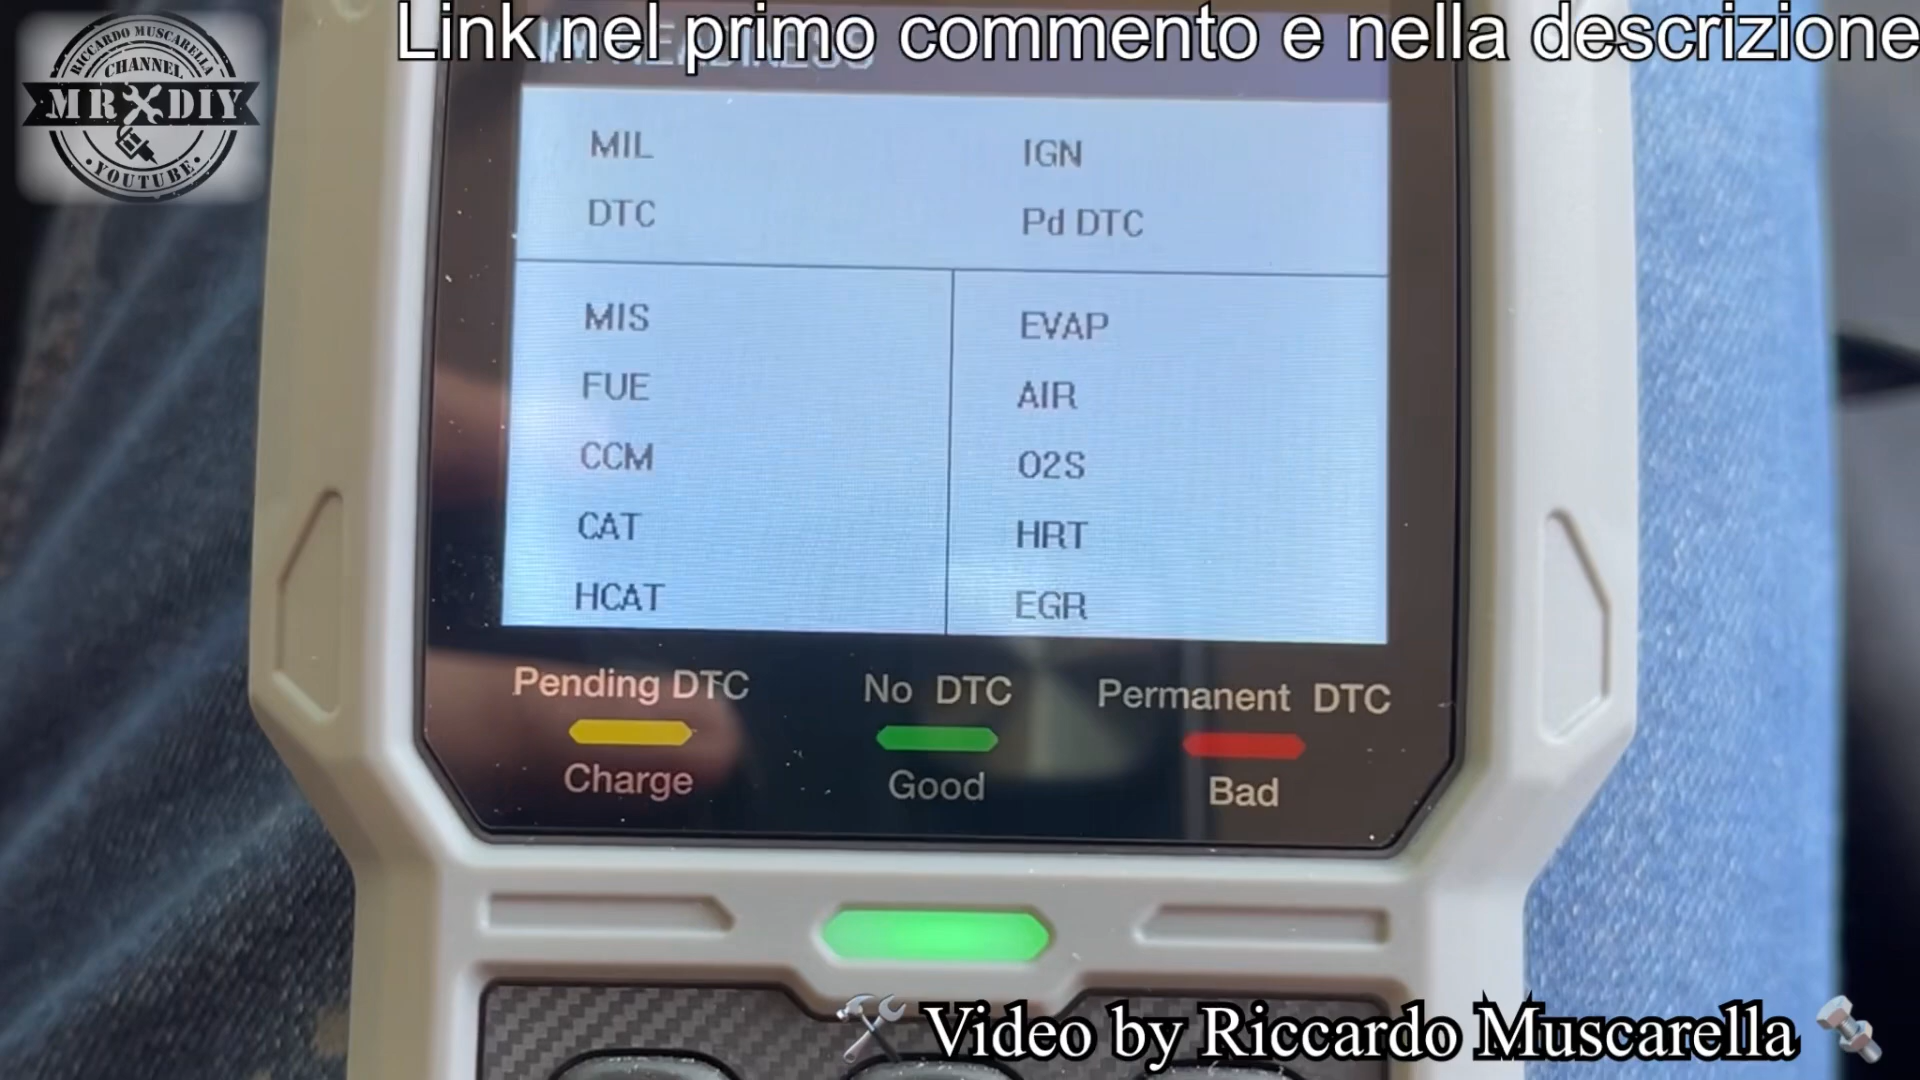 Link nel primo commento e nella descrizione
RICCARDO MUSCARELLA
CHANNEL
MR DIY
YOUTUBE
MIL
IGN
DTC
Pd DTC
MIS
EVAP
FUE
AIR
CCM
O2S
CAT
HRT
HCAT
EGR
Pending DTC
No DTC
Permanent DTC
Charge
Good
Bad
Video by Riccardo Muscarella